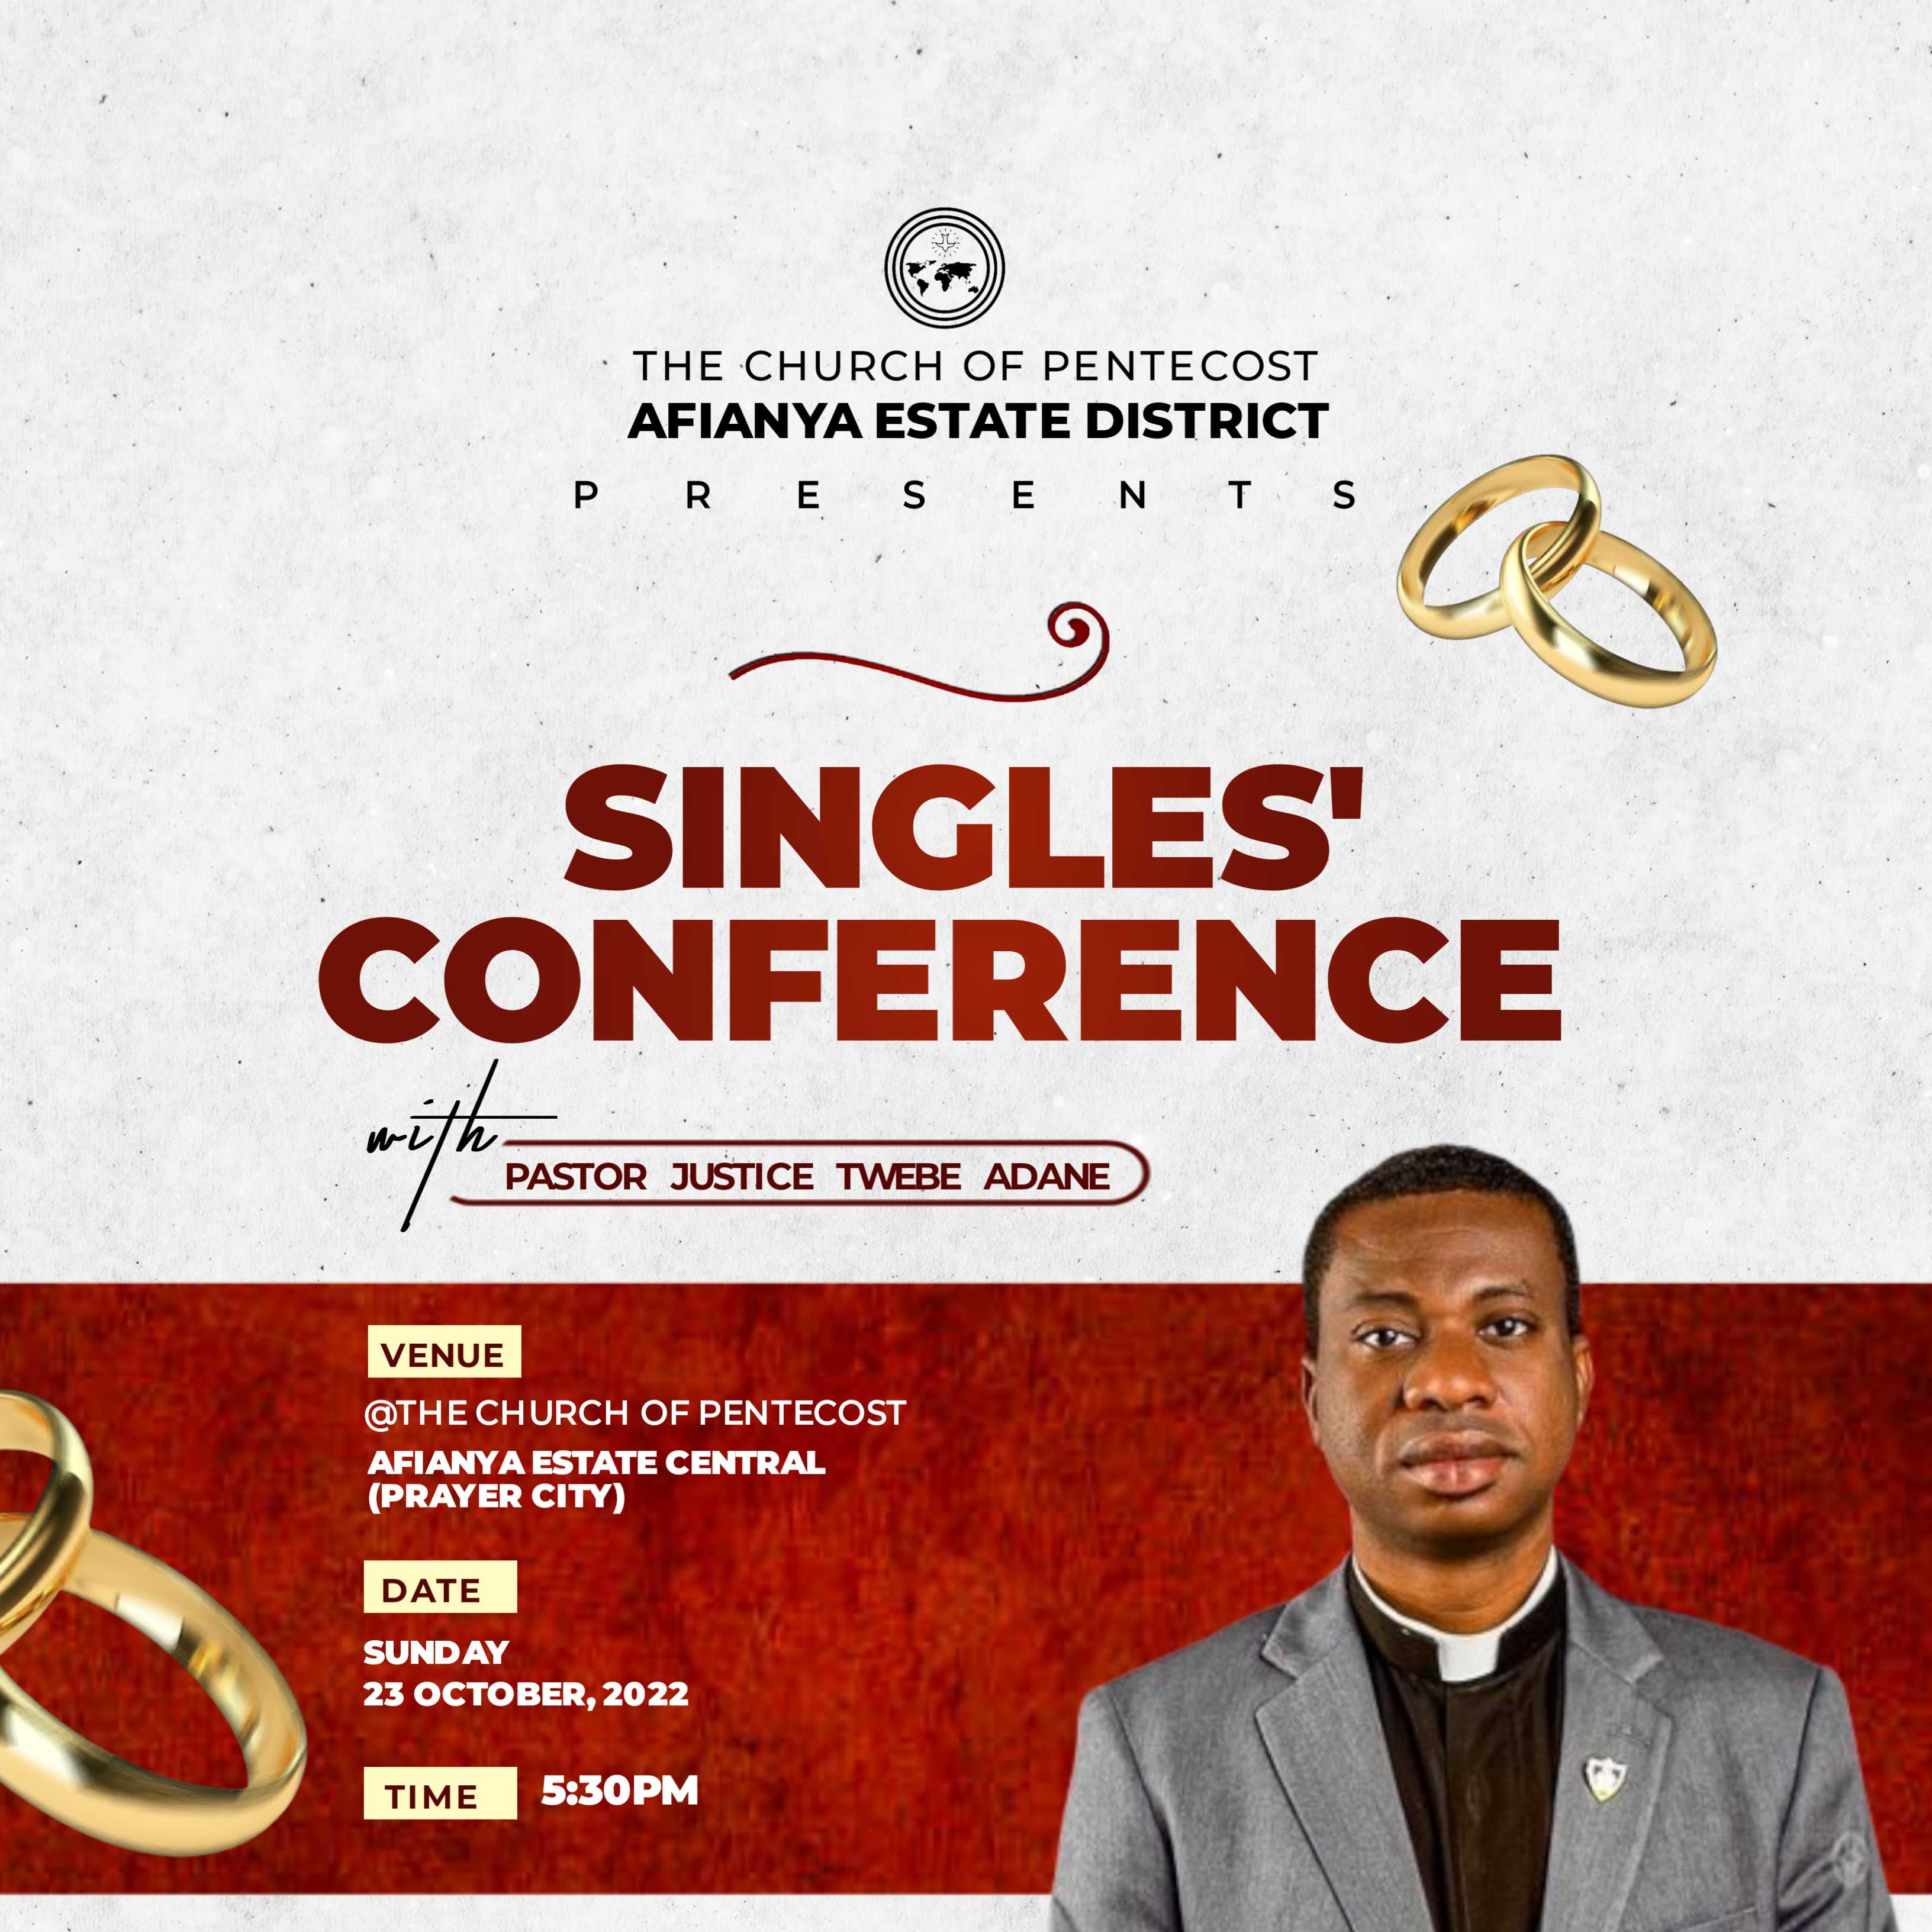 THE CHURCH OF PENTECOST
AFIANYA ESTATE DISTRICT
PRESENTS
SINGLES'
CONFERENCE
with
PASTOR JUSTICE TWEBE ADANE
VENUE
@THE CHURCH OF PENTECOST
AFIANYA ESTATE CENTRAL
(PRAYER CITY)
DATE
SUNDAY
23 OCTOBER, 2022
TIME 5:30PM